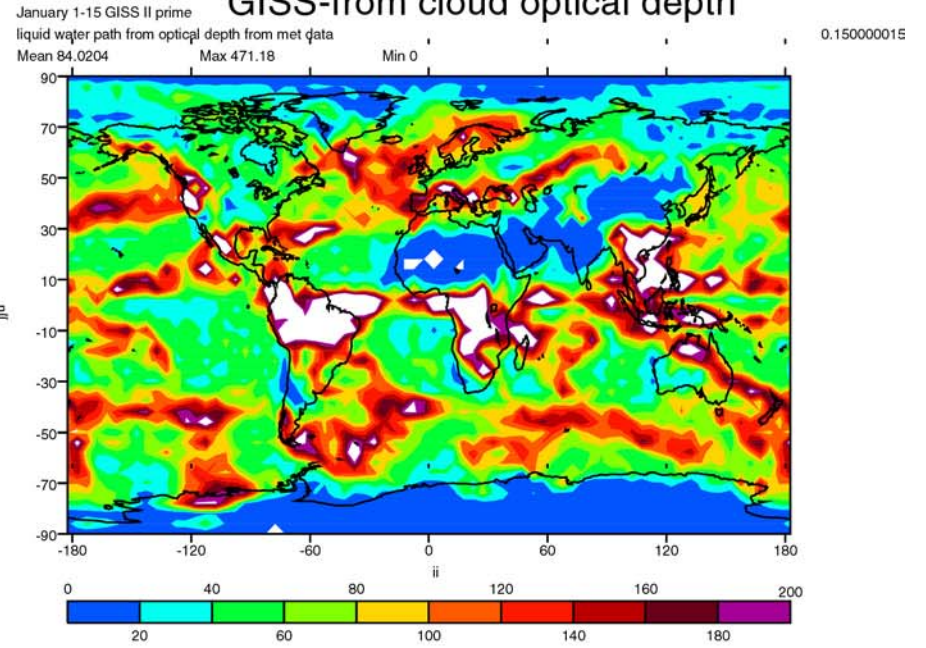 GISS-from cloud optical depth
January 1-15 GISS II prime
liquid water path from optical depth from met data
0.150000015
Mean 84.0204 Max 471.18 Min 0
90
70
50
30
10
-10
-30
-50
-70
-90
-180 -120 -60 0 60 120 180
ii
0 40 80 120 160 200
20 60 100 140 180